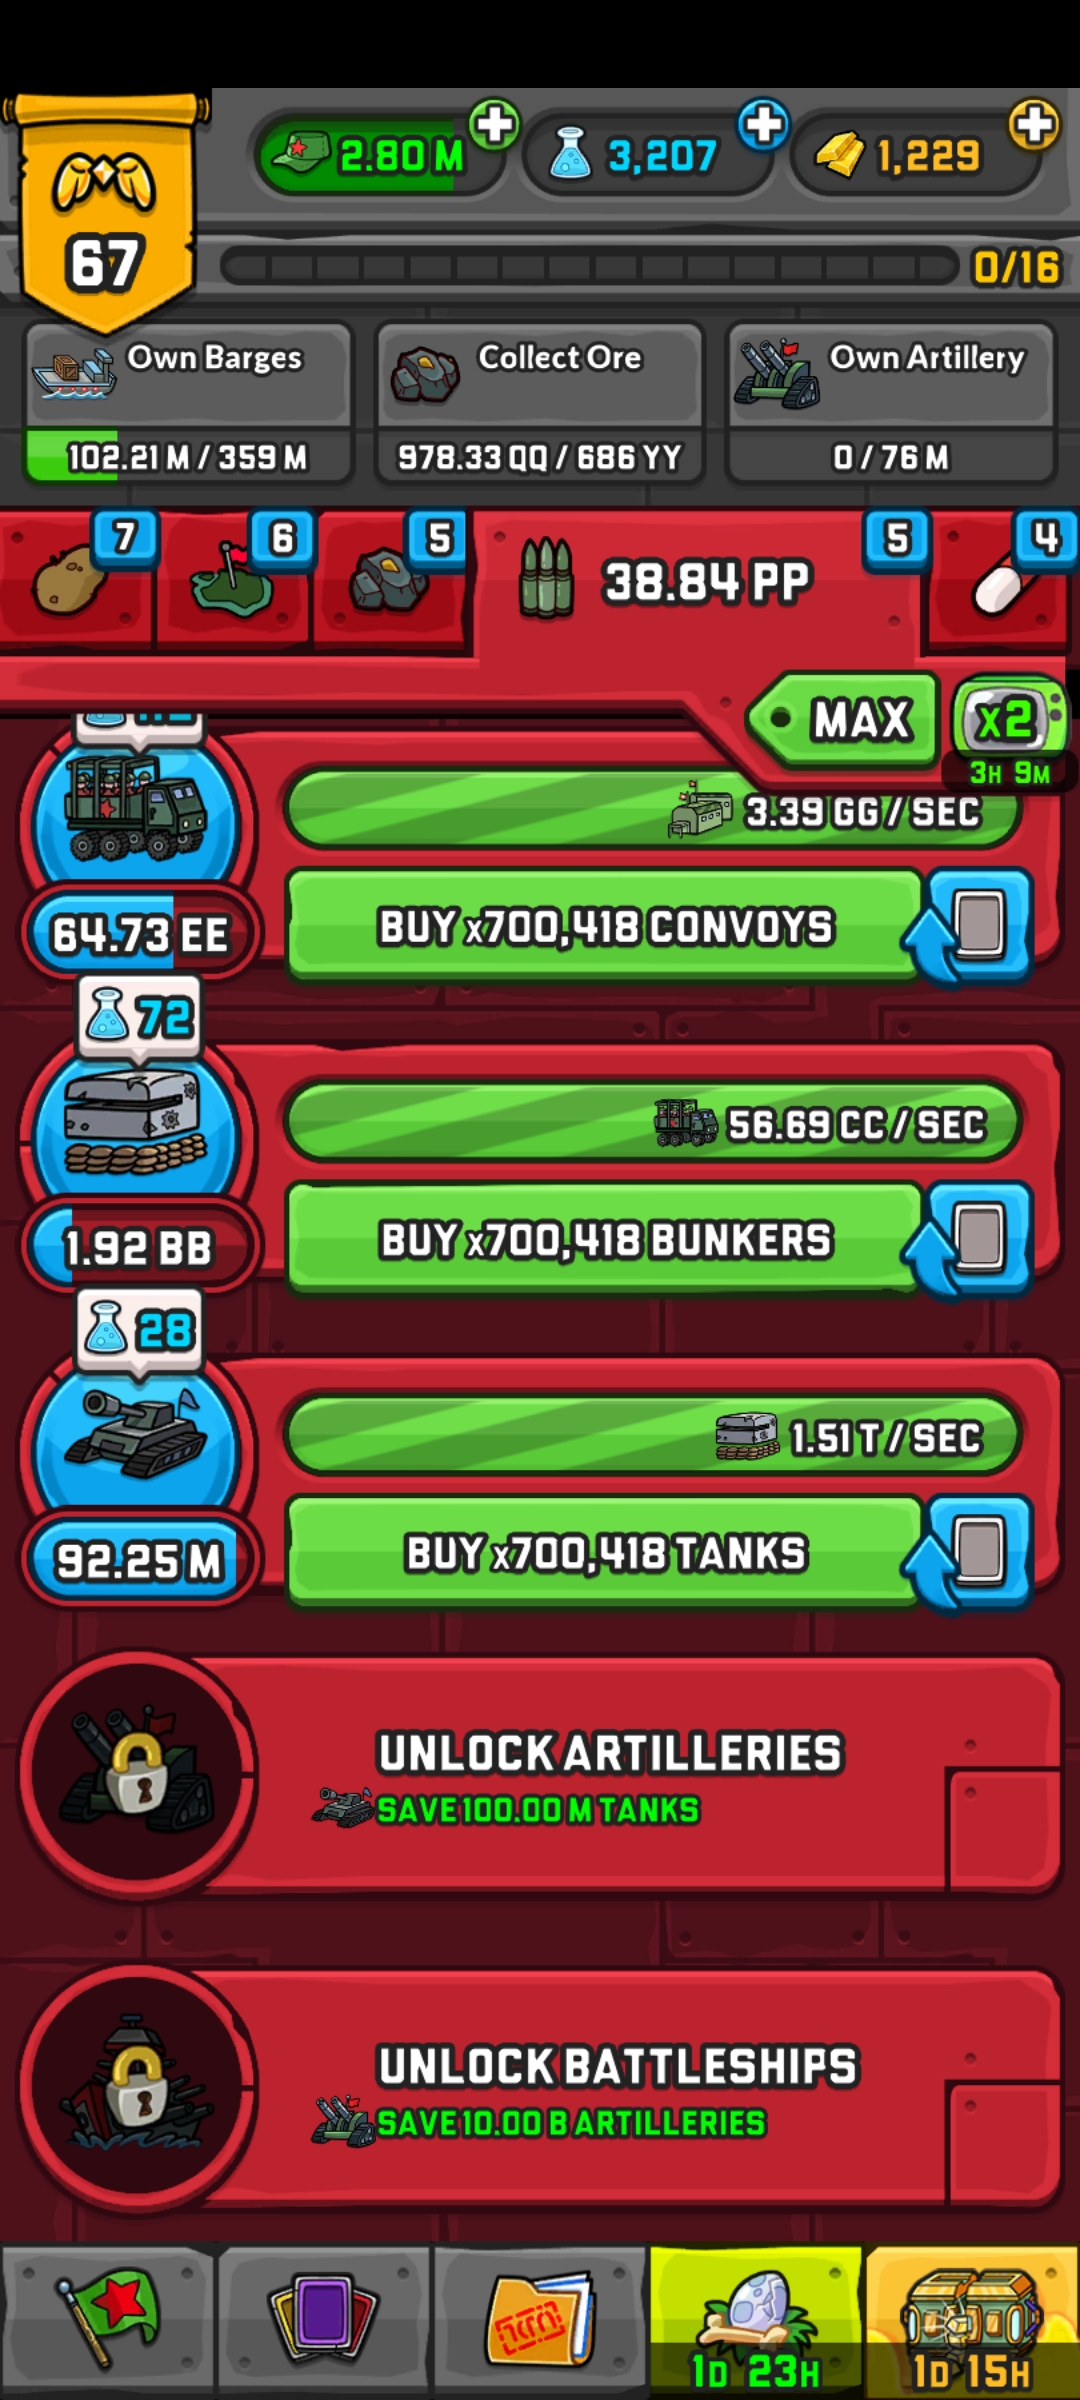 2.80 M
3,207
1,229
67
0/16
Own Barges
102.21 M / 359 M
Collect Ore
978.33 QQ / 686 YY
Own Artillery
0 / 76 M
7
6
5
38.84 PP
5
4
MAX
x2
3H 9M
3.39 GG / SEC
64.73 EE
BUY x700,418 CONVOYS
72
56.69 CC / SEC
1.92 BB
BUY x700,418 BUNKERS
28
1.51 T / SEC
92.25 M
BUY x700,418 TANKS
UNLOCK ARTILLERIES
SAVE 100.00 M TANKS
UNLOCK BATTLESHIPS
SAVE 10.00 B ARTILLERIES
1D 23H
1D 15H